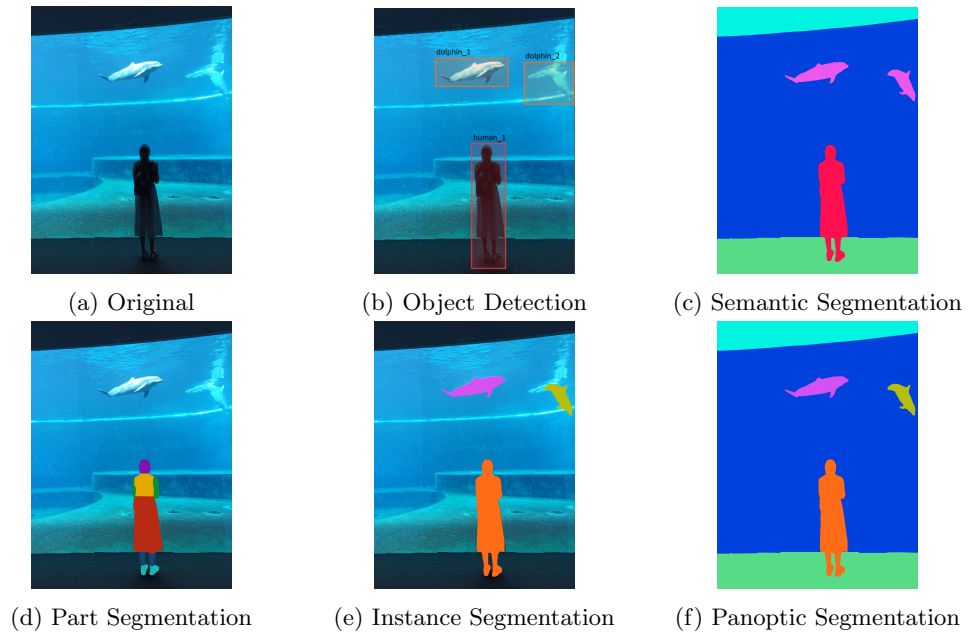 dolphin_1
dolphin_2
human_1
(a) Original
(b) Object Detection
(c) Semantic Segmentation
(d) Part Segmentation
(e) Instance Segmentation
(f) Panoptic Segmentation